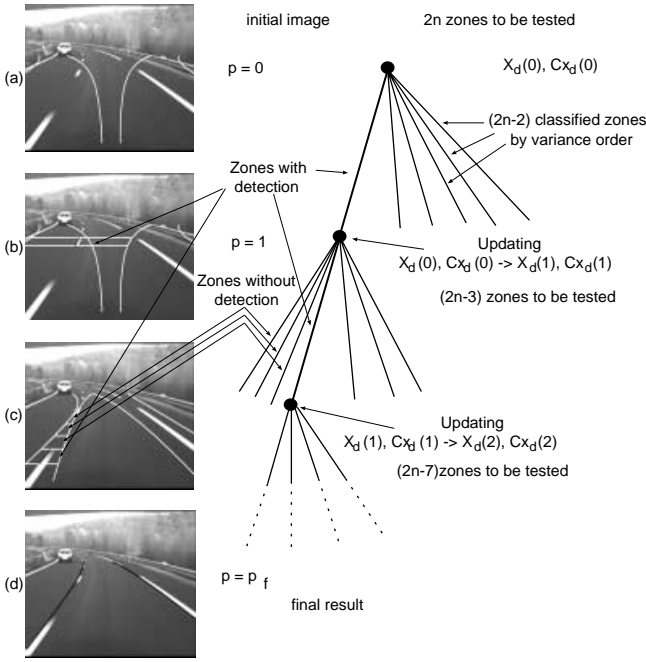 initial image
2n zones to be tested
(a)
p = 0
X_d(0), Cx_d(0)
(2n-2) classified zones
by variance order
Zones with
detection
(b)
p = 1
Updating
X_d(0), Cx_d(0) -> X_d(1), Cx_d(1)
Zones without
detection
(2n-3) zones to be tested
(c)
Updating
X_d(1), Cx_d(1) -> X_d(2), Cx_d(2)
(2n-7)zones to be tested
(d)
p = p_f
final result